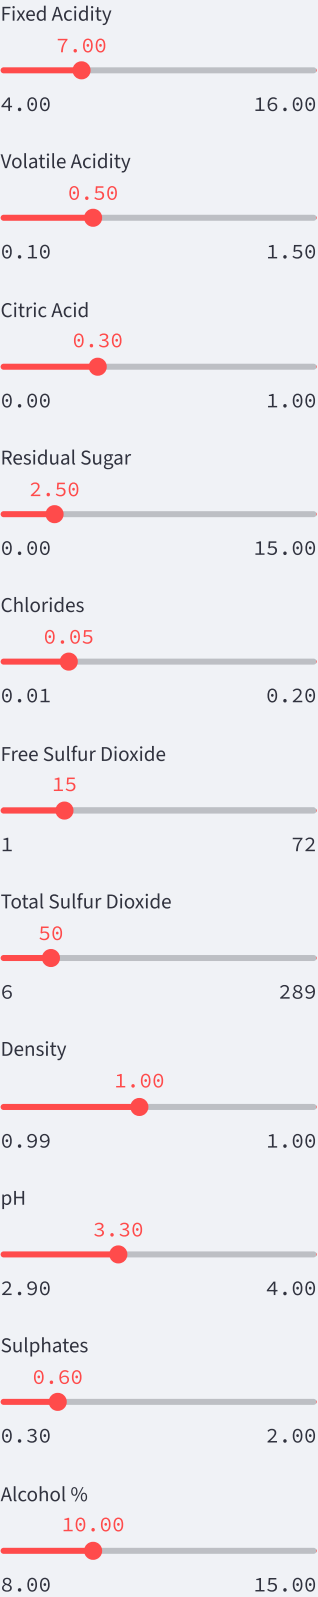 Fixed Acidity
7.00
4.00 16.00
Volatile Acidity
0.50
0.10 1.50
Citric Acid
0.30
0.00 1.00
Residual Sugar
2.50
0.00 15.00
Chlorides
0.05
0.01 0.20
Free Sulfur Dioxide
15
1 72
Total Sulfur Dioxide
50
6 289
Density
1.00
0.99 1.00
pH
3.30
2.90 4.00
Sulphates
0.60
0.30 2.00
Alcohol %
10.00
8.00 15.00